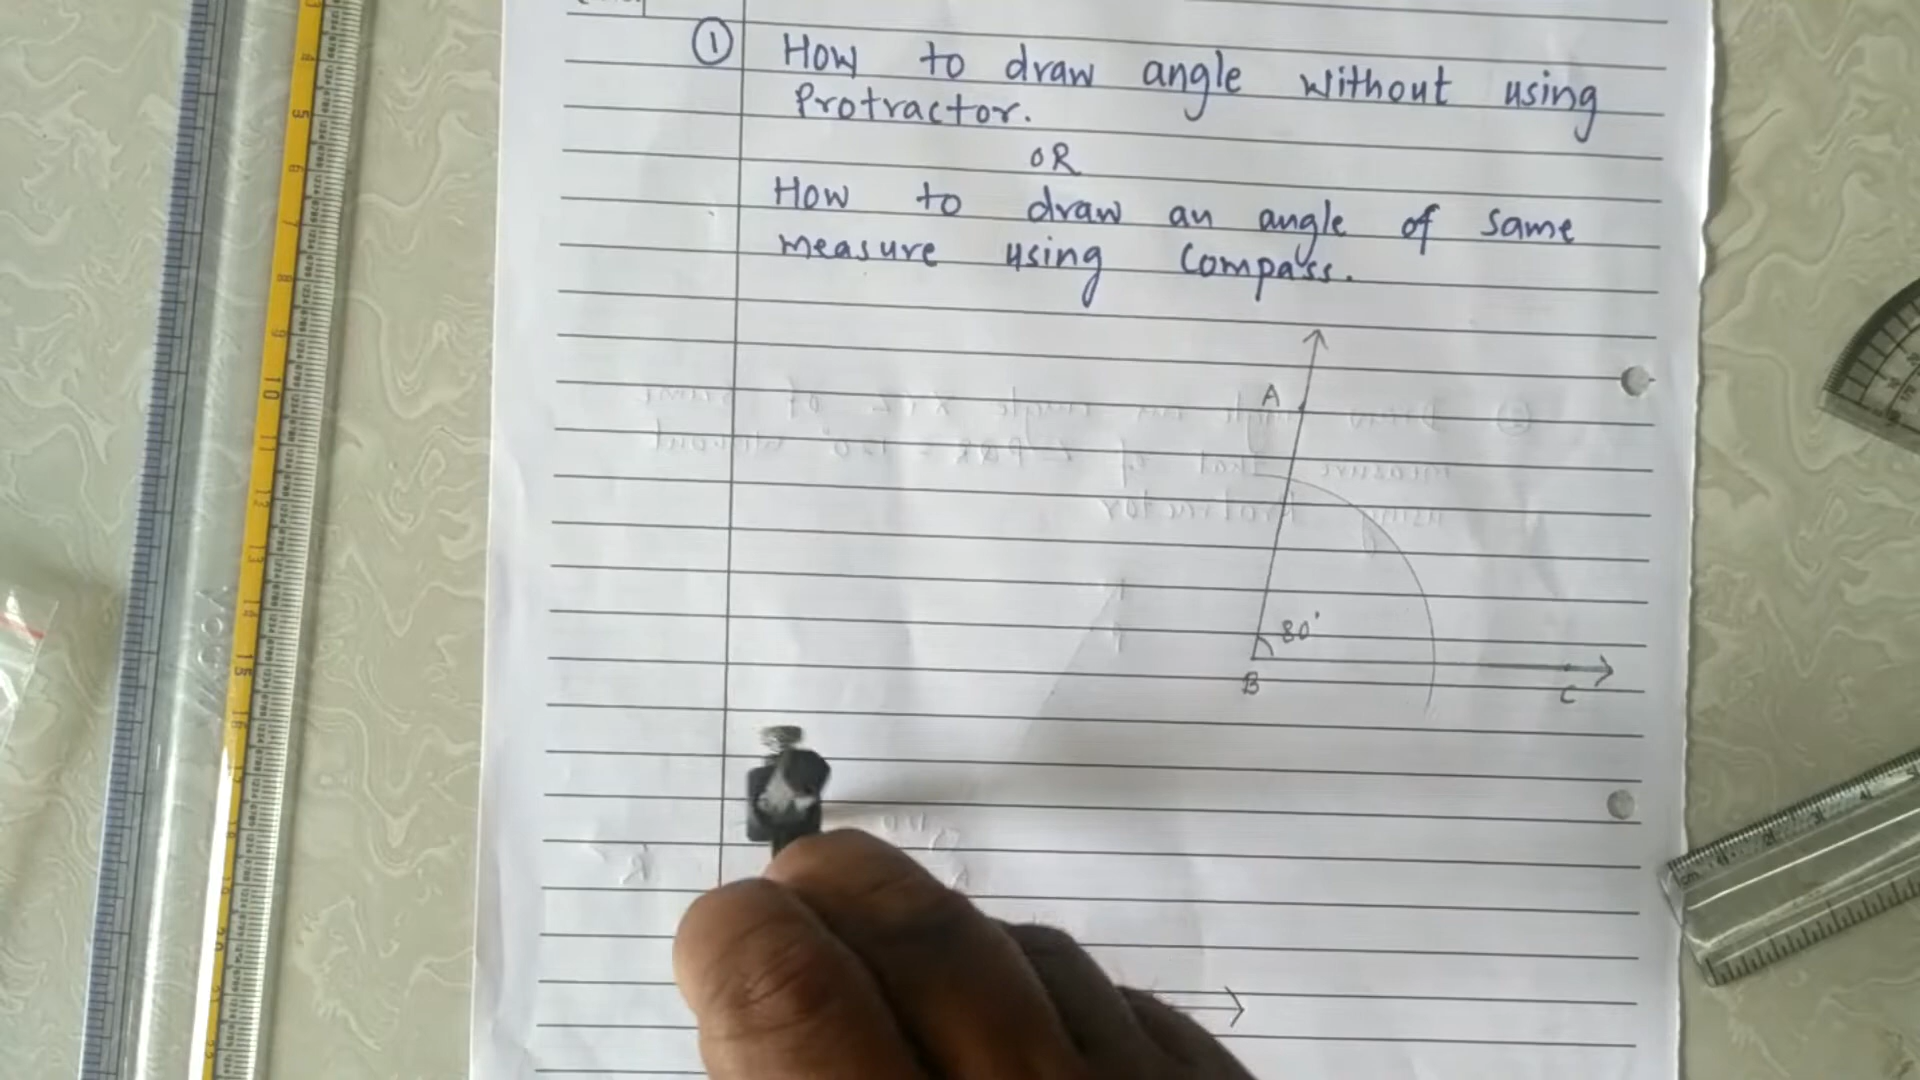 ① How to draw angle without using
Protractor.
OR
How to draw an angle of same
measure using Compass.
A
80°
B
C